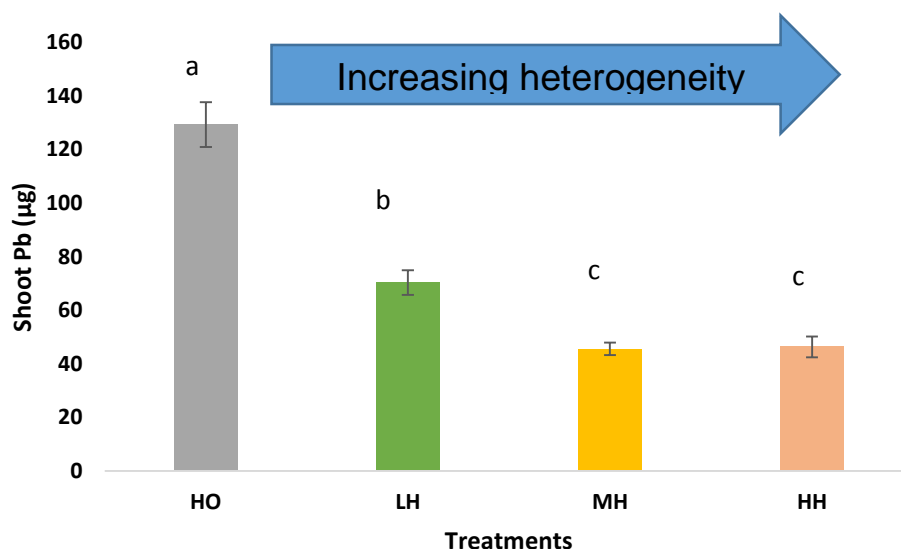 160
140
120
100
80
60
40
20
0
Shoot Pb (µg)
Increasing heterogeneity
a
b
c
c
HO LH MH HH
Treatments